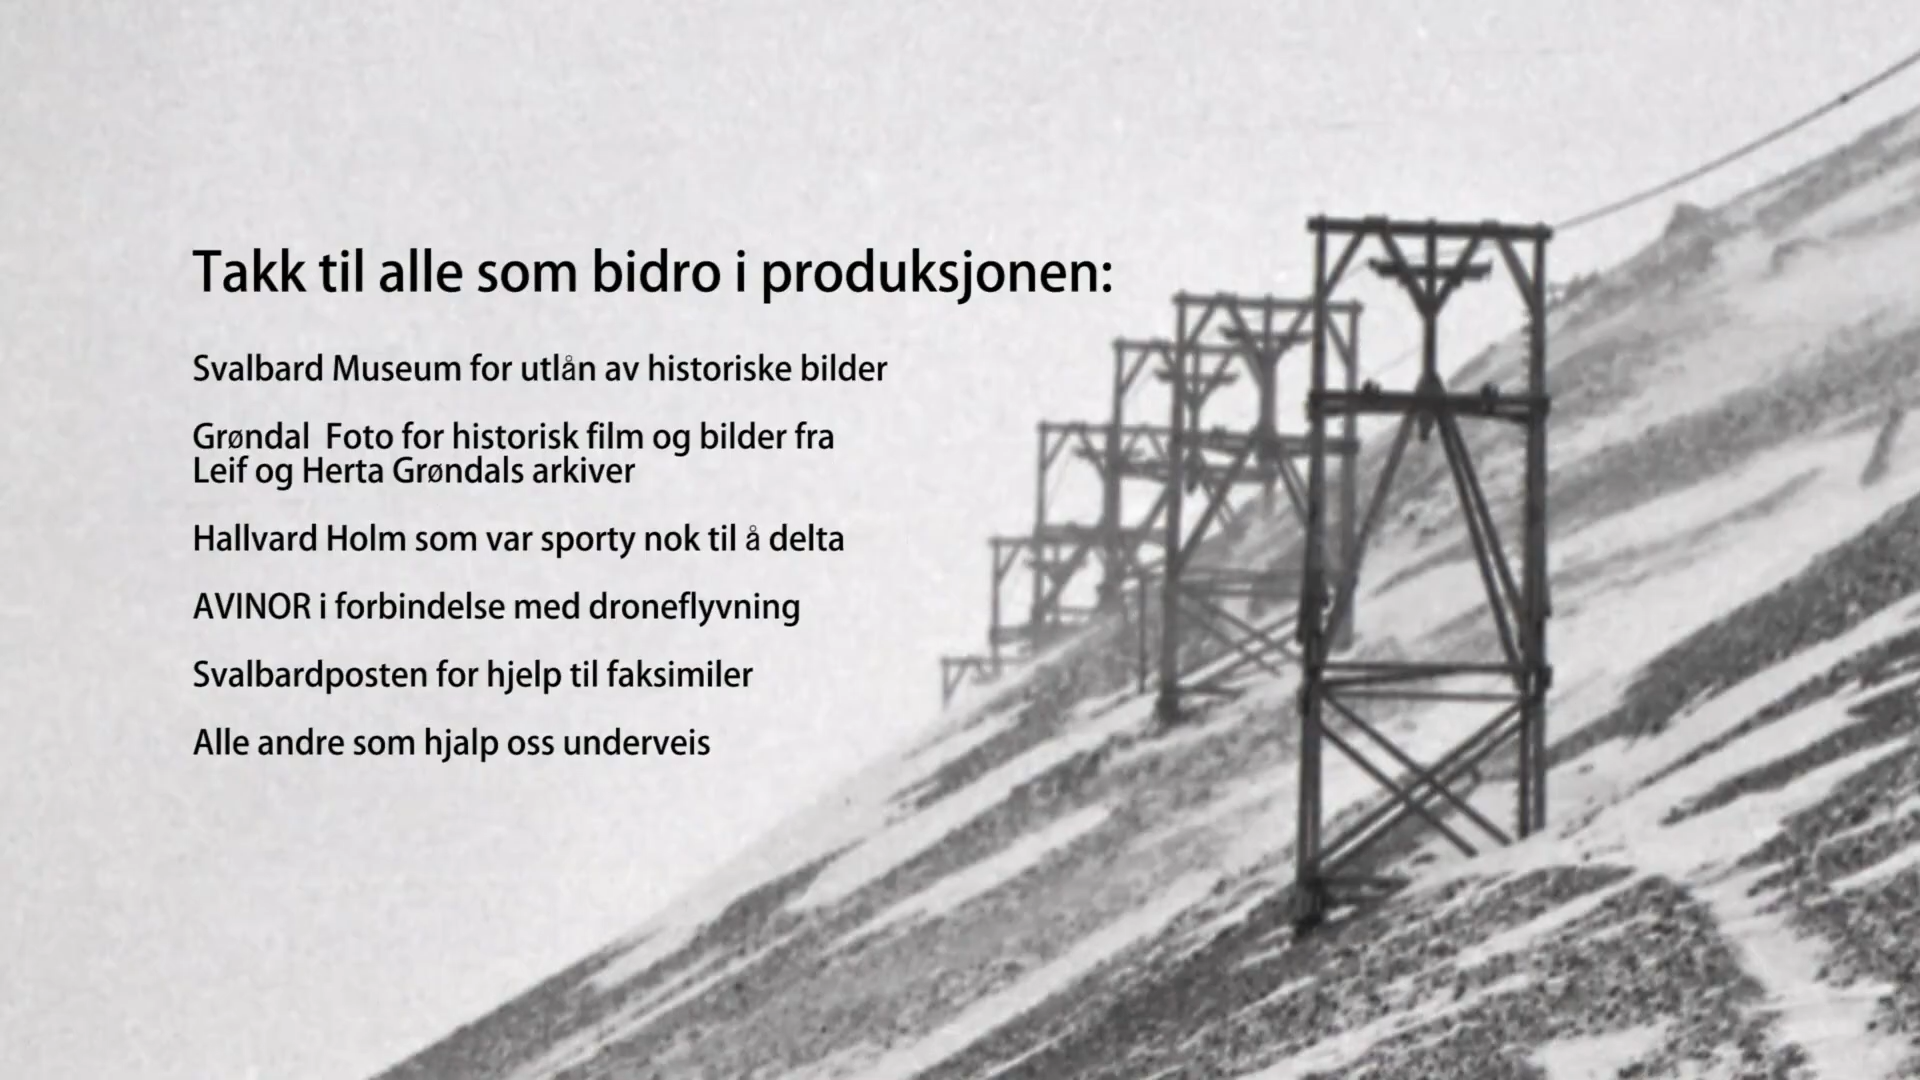 Takk til alle som bidro i produksjonen:
Svalbard Museum for utlån av historiske bilder
Grøndal  Foto for historisk film og bilder fra
Leif og Herta Grøndals arkiver
Hallvard Holm som var sporty nok til å delta
AVINOR i forbindelse med droneflyvning
Svalbardposten for hjelp til faksimiler
Alle andre som hjalp oss underveis